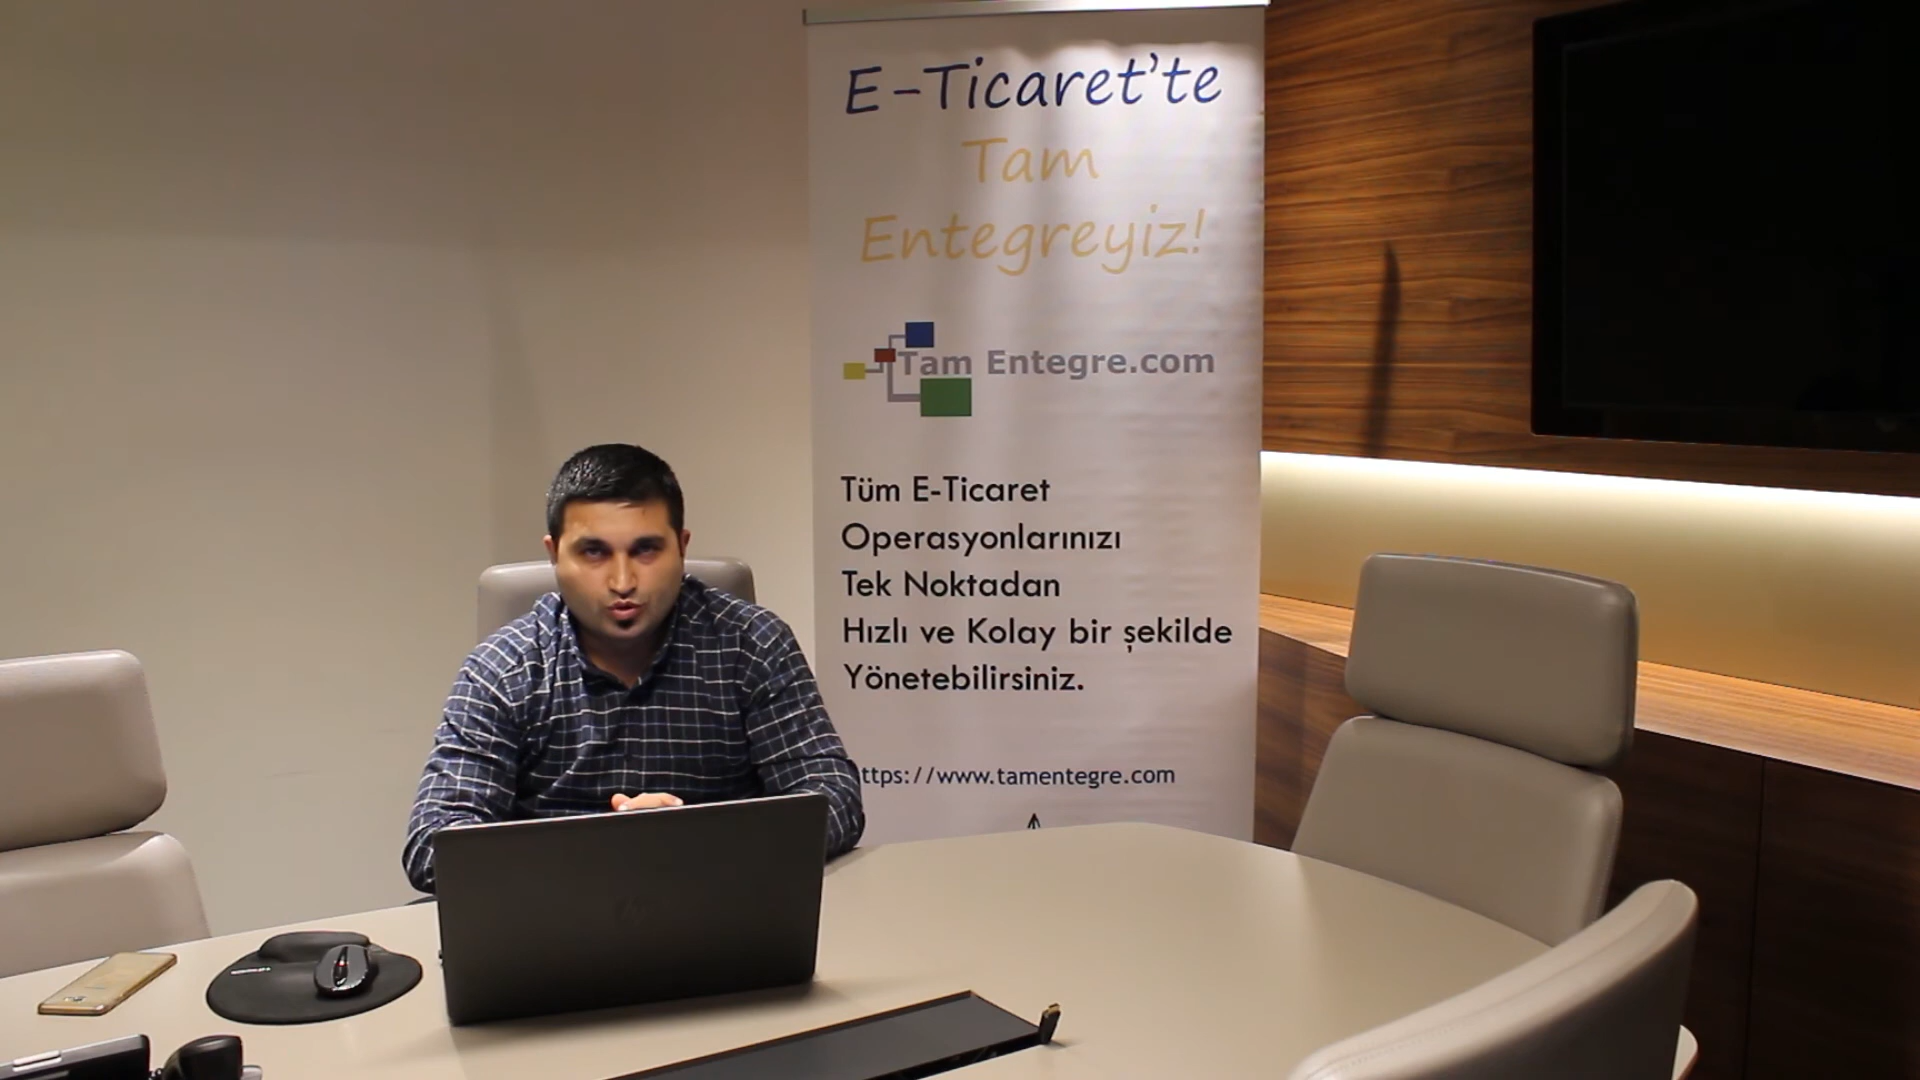 E-Ticaret'te
Tam
Entegreyiz!
Tam Entegre.com
Tüm E-Ticaret
Operasyonlarınızı
Tek Noktadan
Hızlı ve Kolay bir şekilde
Yönetebilirsiniz.
ttps://www.tamentegre.com
hp